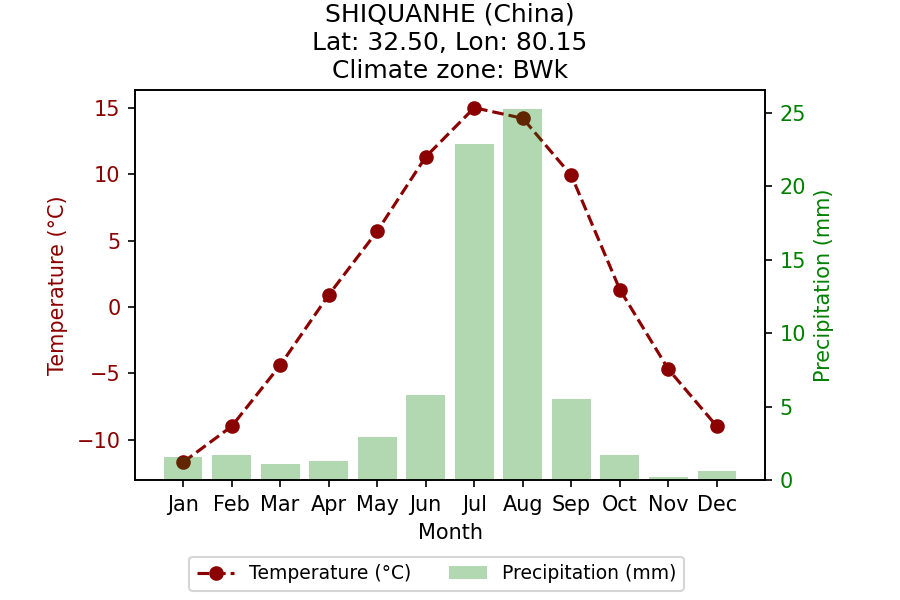 SHIQUANHE (China)
Lat: 32.50, Lon: 80.15
Climate zone: BWk
15
10
5
0
−5
−10
Temperature (°C)
25
20
15
10
5
0
Precipitation (mm)
Jan Feb Mar Apr May Jun Jul Aug Sep Oct Nov Dec
Month
Temperature (°C) Precipitation (mm)